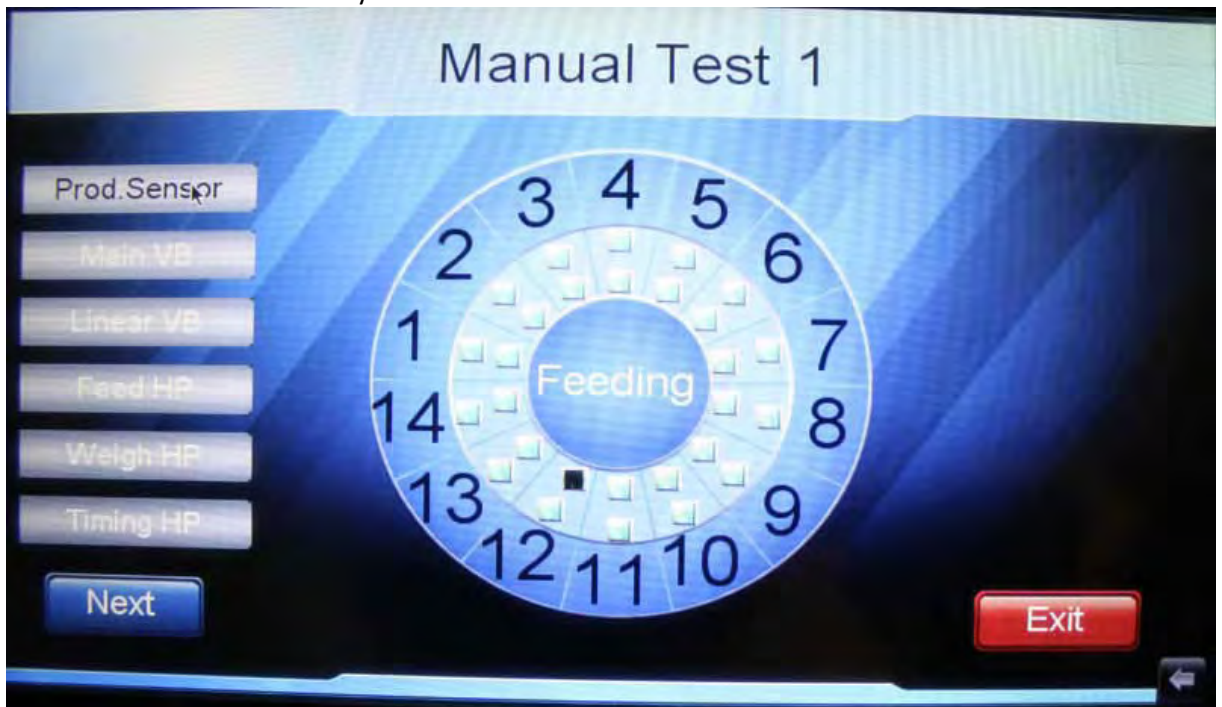 Manual Test 1
Prod.Sensor
Main VB
Linear VB
Feed HP
Weigh HP
Timing HP
Next
1
2
3
4
5
6
7
8
9
10
11
12
13
14
Feeding
Exit